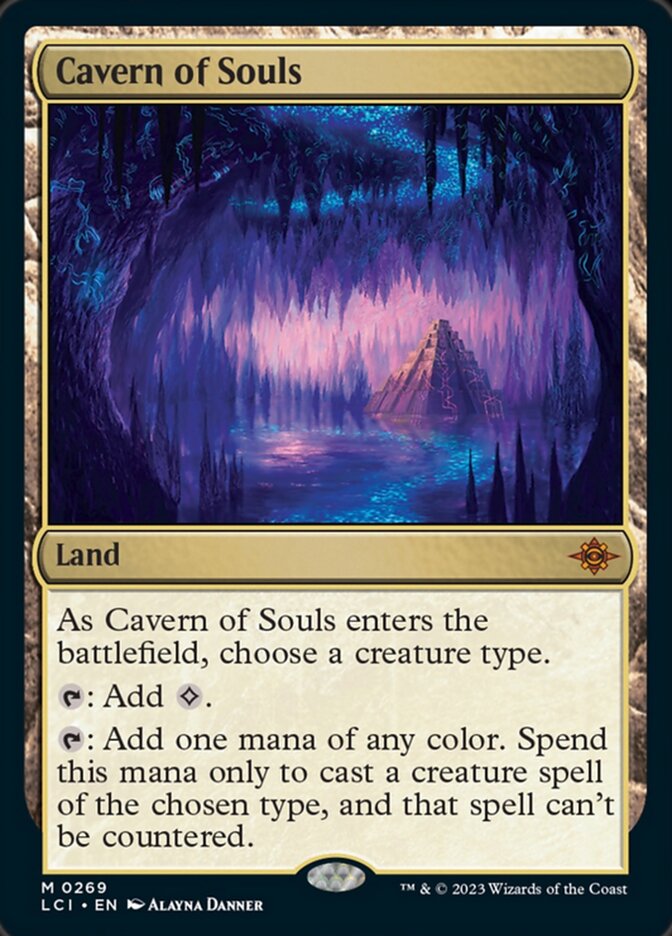 Cavern of Souls
Land
As Cavern of Souls enters the
battlefield, choose a creature type.
: Add .
: Add one mana of any color. Spend
this mana only to cast a creature spell
of the chosen type, and that spell can't
be countered.
M 0269
LCI • EN Alayna Danner
™ & © 2023 Wizards of the Coast